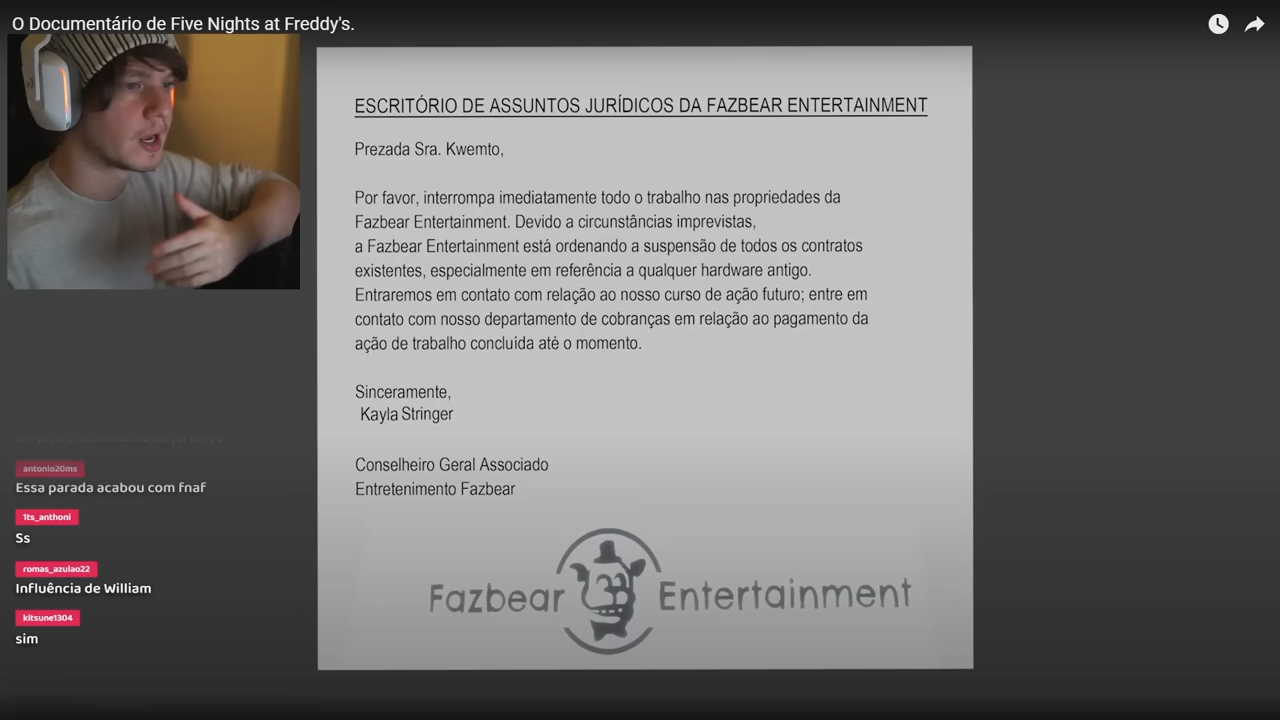 O Documentário de Five Nights at Freddy's.
ESCRITÓRIO DE ASSUNTOS JURÍDICOS DA FAZBEAR ENTERTAINMENT
Prezada Sra. Kwemto,
Por favor, interrompa imediatamente todo o trabalho nas propriedades da
Fazbear Entertainment. Devido a circunstâncias imprevistas,
a Fazbear Entertainment está ordenando a suspensão de todos os contratos
existentes, especialmente em referência a qualquer hardware antigo.
Entraremos em contato com relação ao nosso curso de ação futuro; entre em
contato com nosso departamento de cobranças em relação ao pagamento da
ação de trabalho concluída até o momento.
Sinceramente,
Kayla Stringer
Conselheiro Geral Associado
Entretenimento Fazbear
Fazbear Entertainment
antonio20ms
Essa parada acabou com fnaf
1ts_anthoni
Ss
romas_azulao22
Influência de William
kitsune1304
sim